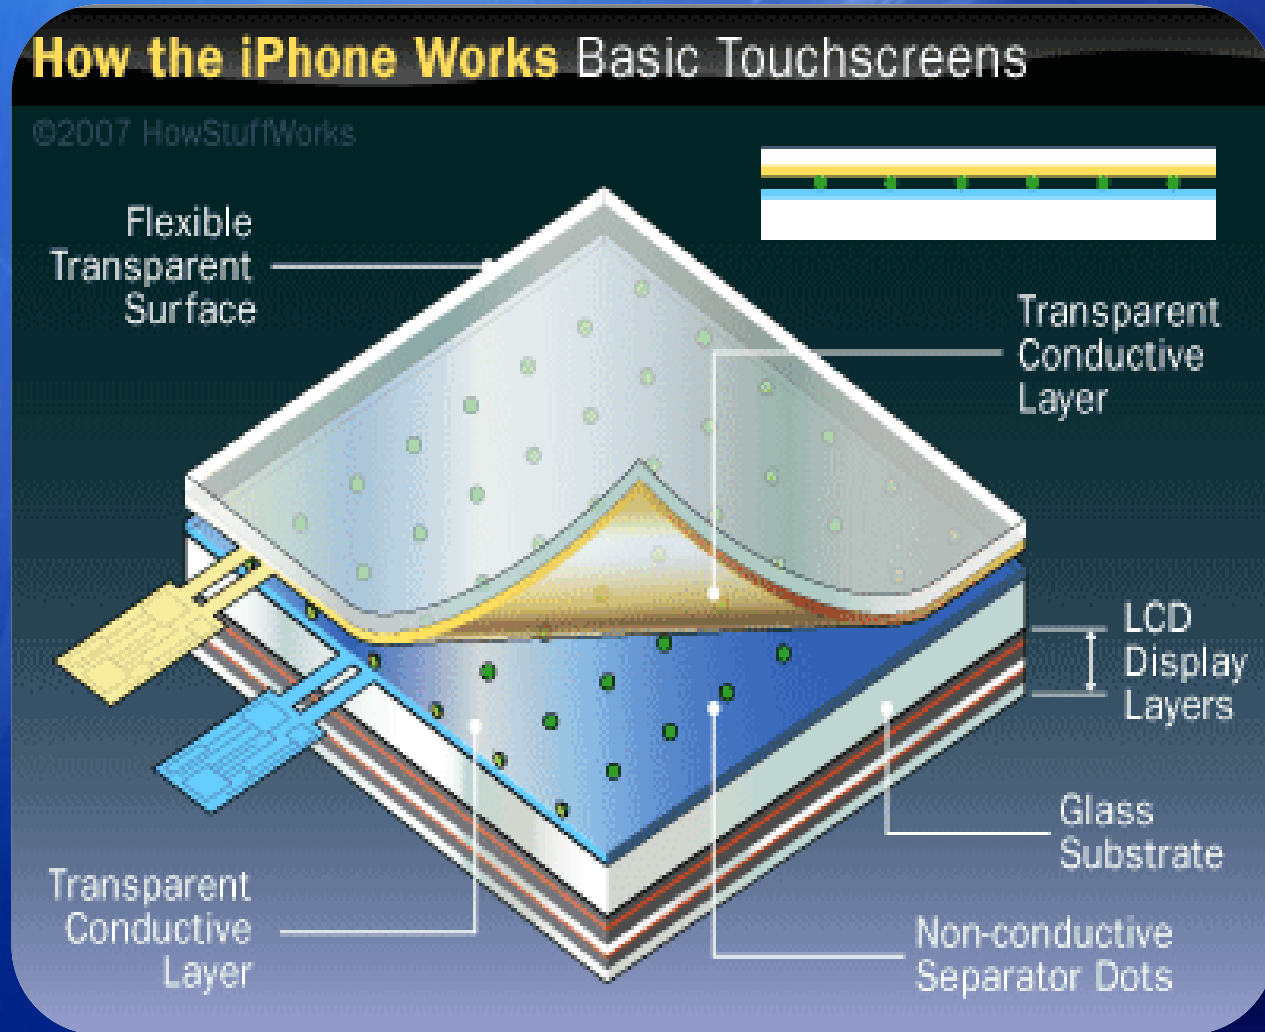 How the iPhone Works Basic Touchscreens
©2007 HowStuffWorks
Flexible
Transparent
Surface
Transparent
Conductive
Layer
LCD
Display
Layers
Glass
Substrate
Transparent
Conductive
Layer
Non-conductive
Separator Dots